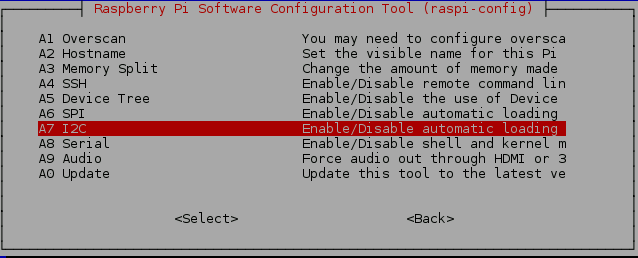 Raspberry Pi Software Configuration Tool (raspi-config)
A1 Overscan You may need to configure oversca
A2 Hostname Set the visible name for this Pi
A3 Memory Split Change the amount of memory made
A4 SSH Enable/Disable remote command lin
A5 Device Tree Enable/Disable the use of Device
A6 SPI Enable/Disable automatic loading
A7 I2C Enable/Disable automatic loading
A8 Serial Enable/Disable shell and kernel m
A9 Audio Force audio out through HDMI or 3
A0 Update Update this tool to the latest ve
<Select> <Back>